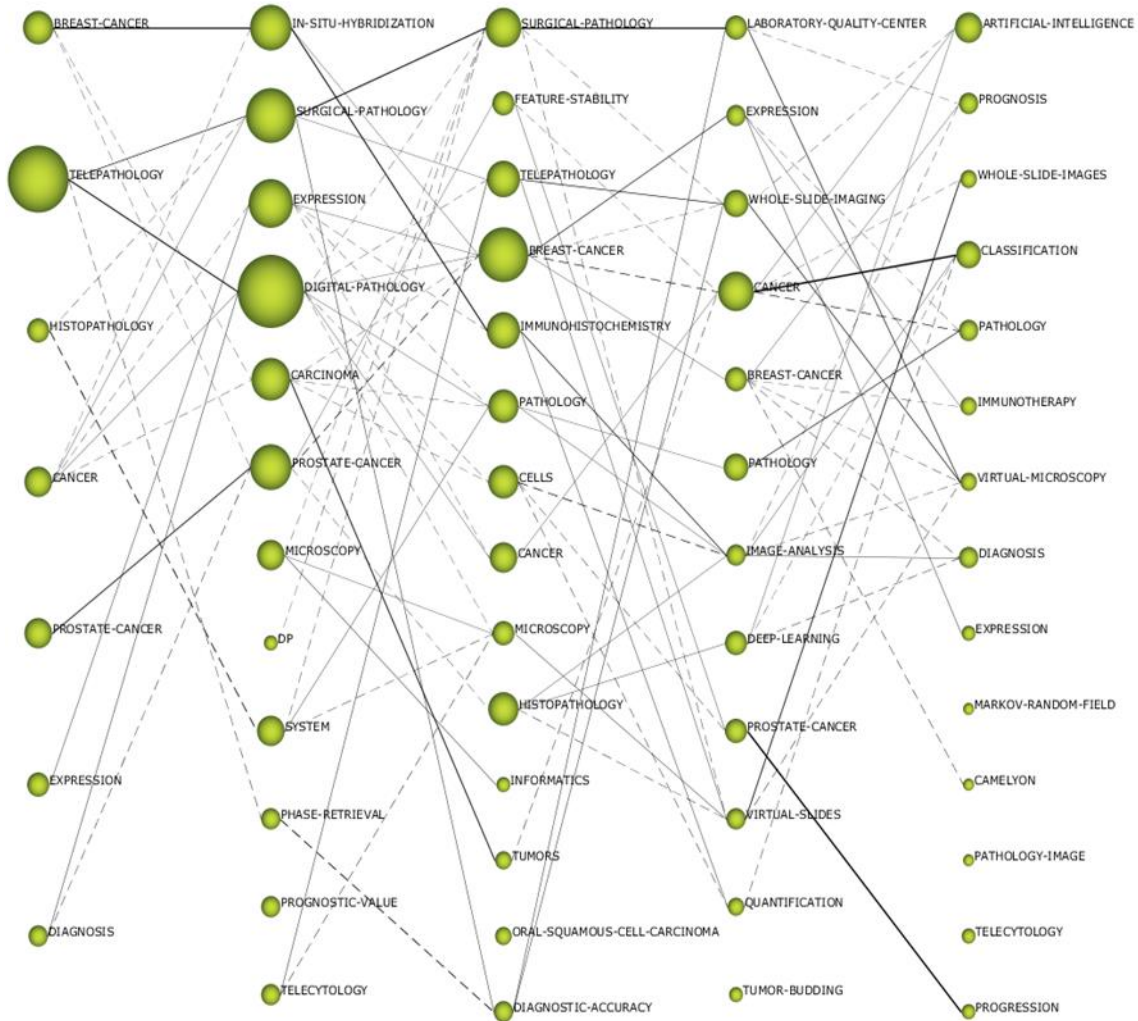 BREAST-CANCER
TELEPATHOLOGY
HISTOPATHOLOGY
CANCER
PROSTATE-CANCER
EXPRESSION
DIAGNOSIS
IN-SITU-HYBRIDIZATION
SURGICAL-PATHOLOGY
EXPRESSION
DIGITAL-PATHOLOGY
CARCINOMA
PROSTATE-CANCER
MICROSCOPY
DP
SYSTEM
PHASE-RETRIEVAL
PROGNOSTIC-VALUE
TELECYTOLOGY
SURGICAL-PATHOLOGY
FEATURE-STABILITY
TELEPATHOLOGY
BREAST-CANCER
IMMUNOHISTOCHEMISTRY
PATHOLOGY
CELLS
CANCER
MICROSCOPY
HISTOPATHOLOGY
INFORMATICS
TUMORS
ORAL-SQUAMOUS-CELL-CARCINOMA
DIAGNOSTIC-ACCURACY
LABORATORY-QUALITY-CENTER
EXPRESSION
WHOLE-SLIDE-IMAGING
CANCER
BREAST-CANCER
PATHOLOGY
IMAGE-ANALYSIS
DEEP-LEARNING
PROSTATE-CANCER
VIRTUAL-SLIDES
QUANTIFICATION
TUMOR-BUDDING
ARTIFICIAL-INTELLIGENCE
PROGNOSIS
WHOLE-SLIDE-IMAGES
CLASSIFICATION
PATHOLOGY
IMMUNOTHERAPY
VIRTUAL-MICROSCOPY
DIAGNOSIS
EXPRESSION
MARKOV-RANDOM-FIELD
CAMELYON
PATHOLOGY-IMAGE
TELECYTOLOGY
PROGRESSION